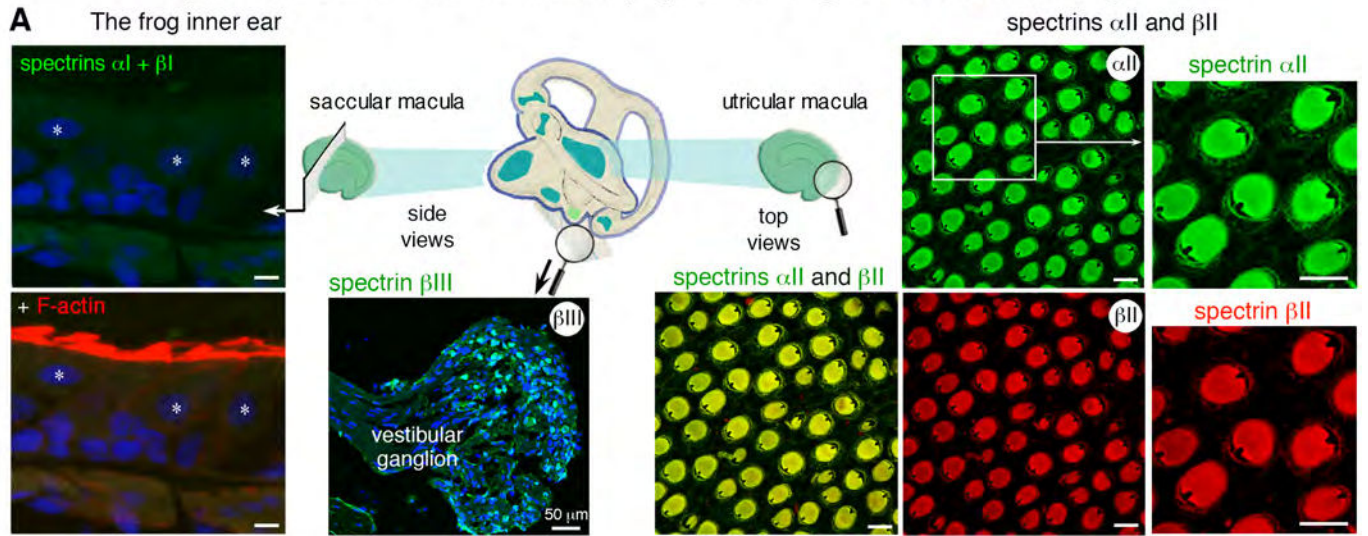 A
The frog inner ear
spectrins αII and βII
spectrins αI + βI
*
*
*
saccular macula
utricular macula
αII
spectrin αII
side
views
top
views
+ F-actin
*
*
*
spectrin βIII
βIII
vestibular
ganglion
50 μm
spectrins αII and βII
βII
spectrin βII